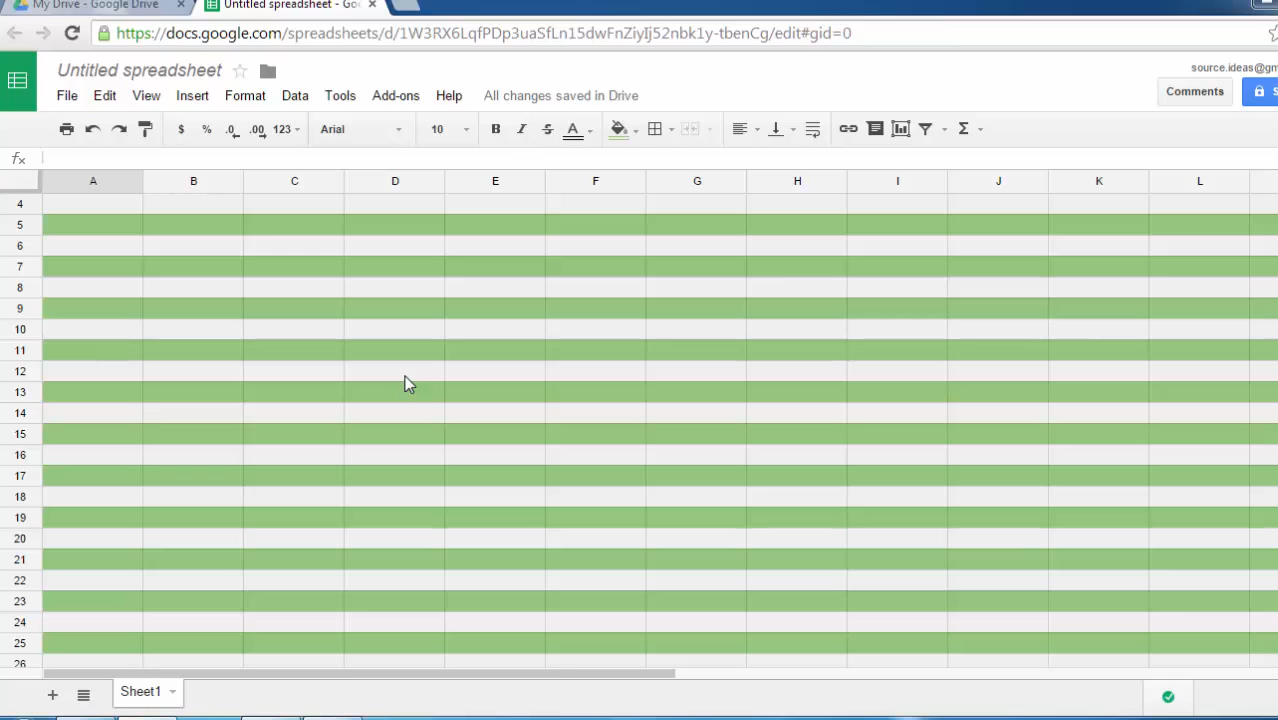 My Drive - Google Drive × Untitled spreadsheet - Goo ×
https://docs.google.com/spreadsheets/d/1W3RX6LqfPDp3uaSfLn15dwFnZiyIj52nbk1y-tbenCg/edit#gid=0
Untitled spreadsheet
source.ideas@gm
File Edit View Insert Format Data Tools Add-ons Help All changes saved in Drive
Comments S
$ % .0 .00 123 Arial 10 B I S A Σ
fx
A B C D E F G H I J K L
4
5
6
7
8
9
10
11
12
13
14
15
16
17
18
19
20
21
22
23
24
25
26
+ Sheet1